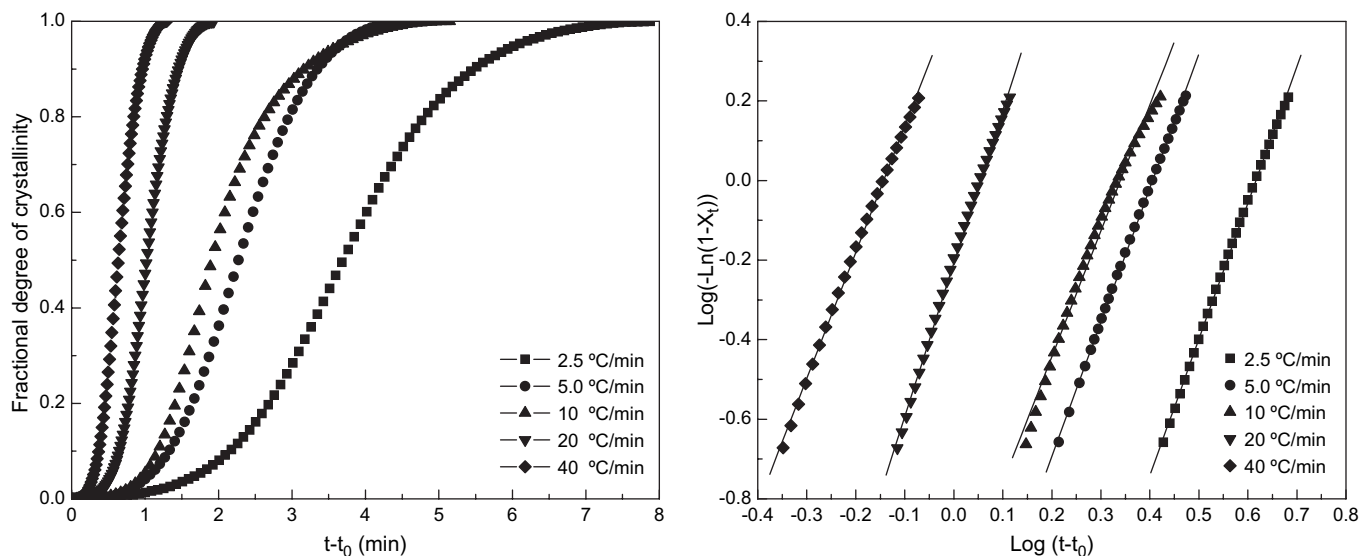 Fractional degree of crystallinity
1.0
0.8
0.6
0.4
0.2
0.0
0 1 2 3 4 5 6 7 8
t-t₀ (min)
2.5 ºC/min
5.0 ºC/min
10 ºC/min
20 ºC/min
40 ºC/min
Log(-Ln(1-Xₜ))
0.4
0.2
0.0
-0.2
-0.4
-0.6
-0.8
-0.4 -0.3 -0.2 -0.1 0.0 0.1 0.2 0.3 0.4 0.5 0.6 0.7 0.8
Log (t-t₀)
2.5 ºC/min
5.0 ºC/min
10 ºC/min
20 ºC/min
40 ºC/min